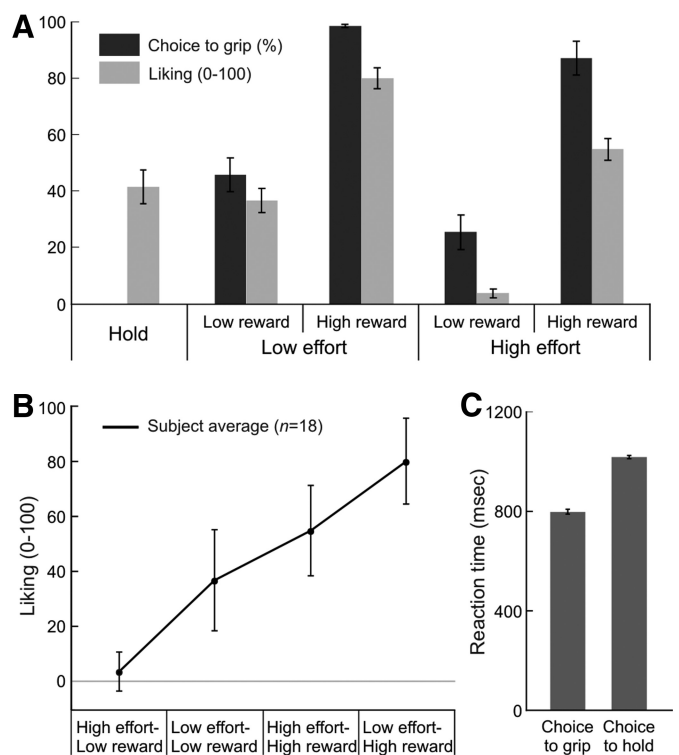 A
100
80
60
40
20
0
Choice to grip (%)
Liking (0-100)
Hold
Low reward
High reward
Low reward
High reward
Low effort
High effort
B
Liking (0-100)
100
80
60
40
20
0
Subject average (n=18)
High effort-
Low reward
Low effort-
Low reward
High effort-
High reward
Low effort-
High reward
C
Reaction time (msec)
1200
800
400
0
Choice
to grip
Choice
to hold